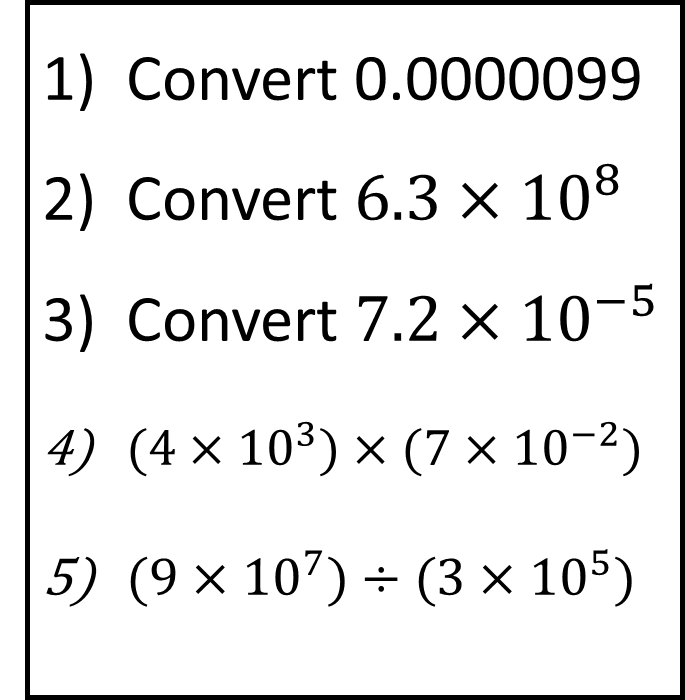 1) Convert 0.0000099
2) Convert 6.3 × 10⁸
3) Convert 7.2 × 10⁻⁵
4) (4 × 10³) × (7 × 10⁻²)
5) (9 × 10⁷) ÷ (3 × 10⁵)